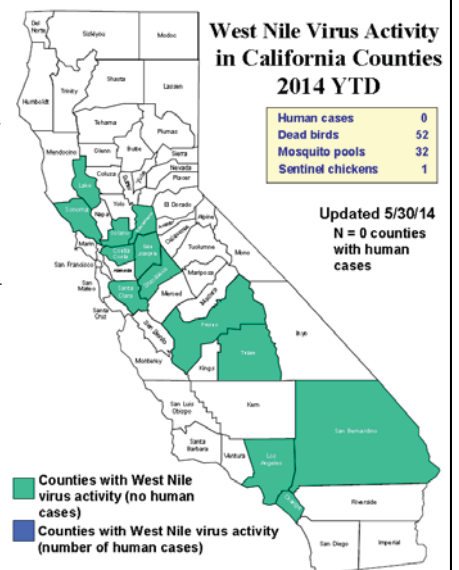 West Nile Virus Activity
in California Counties
2014 YTD
Human cases 0
Dead birds 52
Mosquito pools 32
Sentinel chickens 1
Updated 5/30/14
N = 0 counties
with human
cases
Del
Norte
Siskiyou
Modoc
Humboldt
Trinity
Shasta
Lassen
Tehama
Plumas
Mendocino
Glenn
Butte
Sierra
Nevada
Placer
Lake
Colusa
Yolo
El Dorado
Alpine
Sonoma
Napa
Solano
Sacramento
Calaveras
Marin
Contra
Costa
San
Joaquin
Tuolumne
Mono
San Francisco
Alameda
Stanislaus
Mariposa
San
Mateo
Santa
Clara
Merced
Madera
Santa
Cruz
San Benito
Fresno
Inyo
Monterey
Kings
Tulare
San Luis
Obispo
Kern
San Bernardino
Santa
Barbara
Ventura
Los
Angeles
Orange
Riverside
San Diego
Imperial
Counties with West Nile
virus activity (no human
cases)
Counties with West Nile virus activity
(number of human cases)